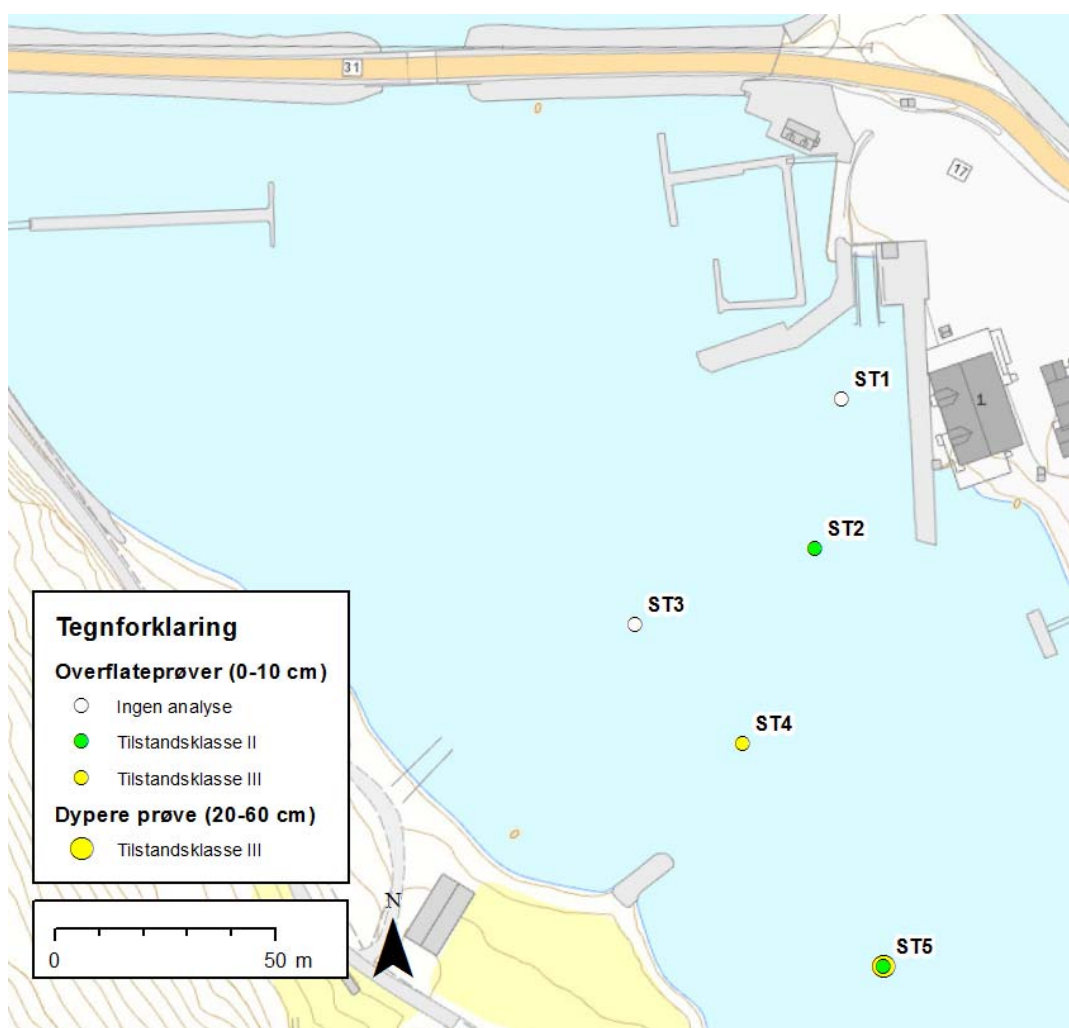 31
17
ST1
1
ST2
ST3
ST4
ST5
Tegnforklaring
Overflateprøver (0-10 cm)
Ingen analyse
Tilstandsklasse II
Tilstandsklasse III
Dypere prøve (20-60 cm)
Tilstandsklasse III
N
0 50 m